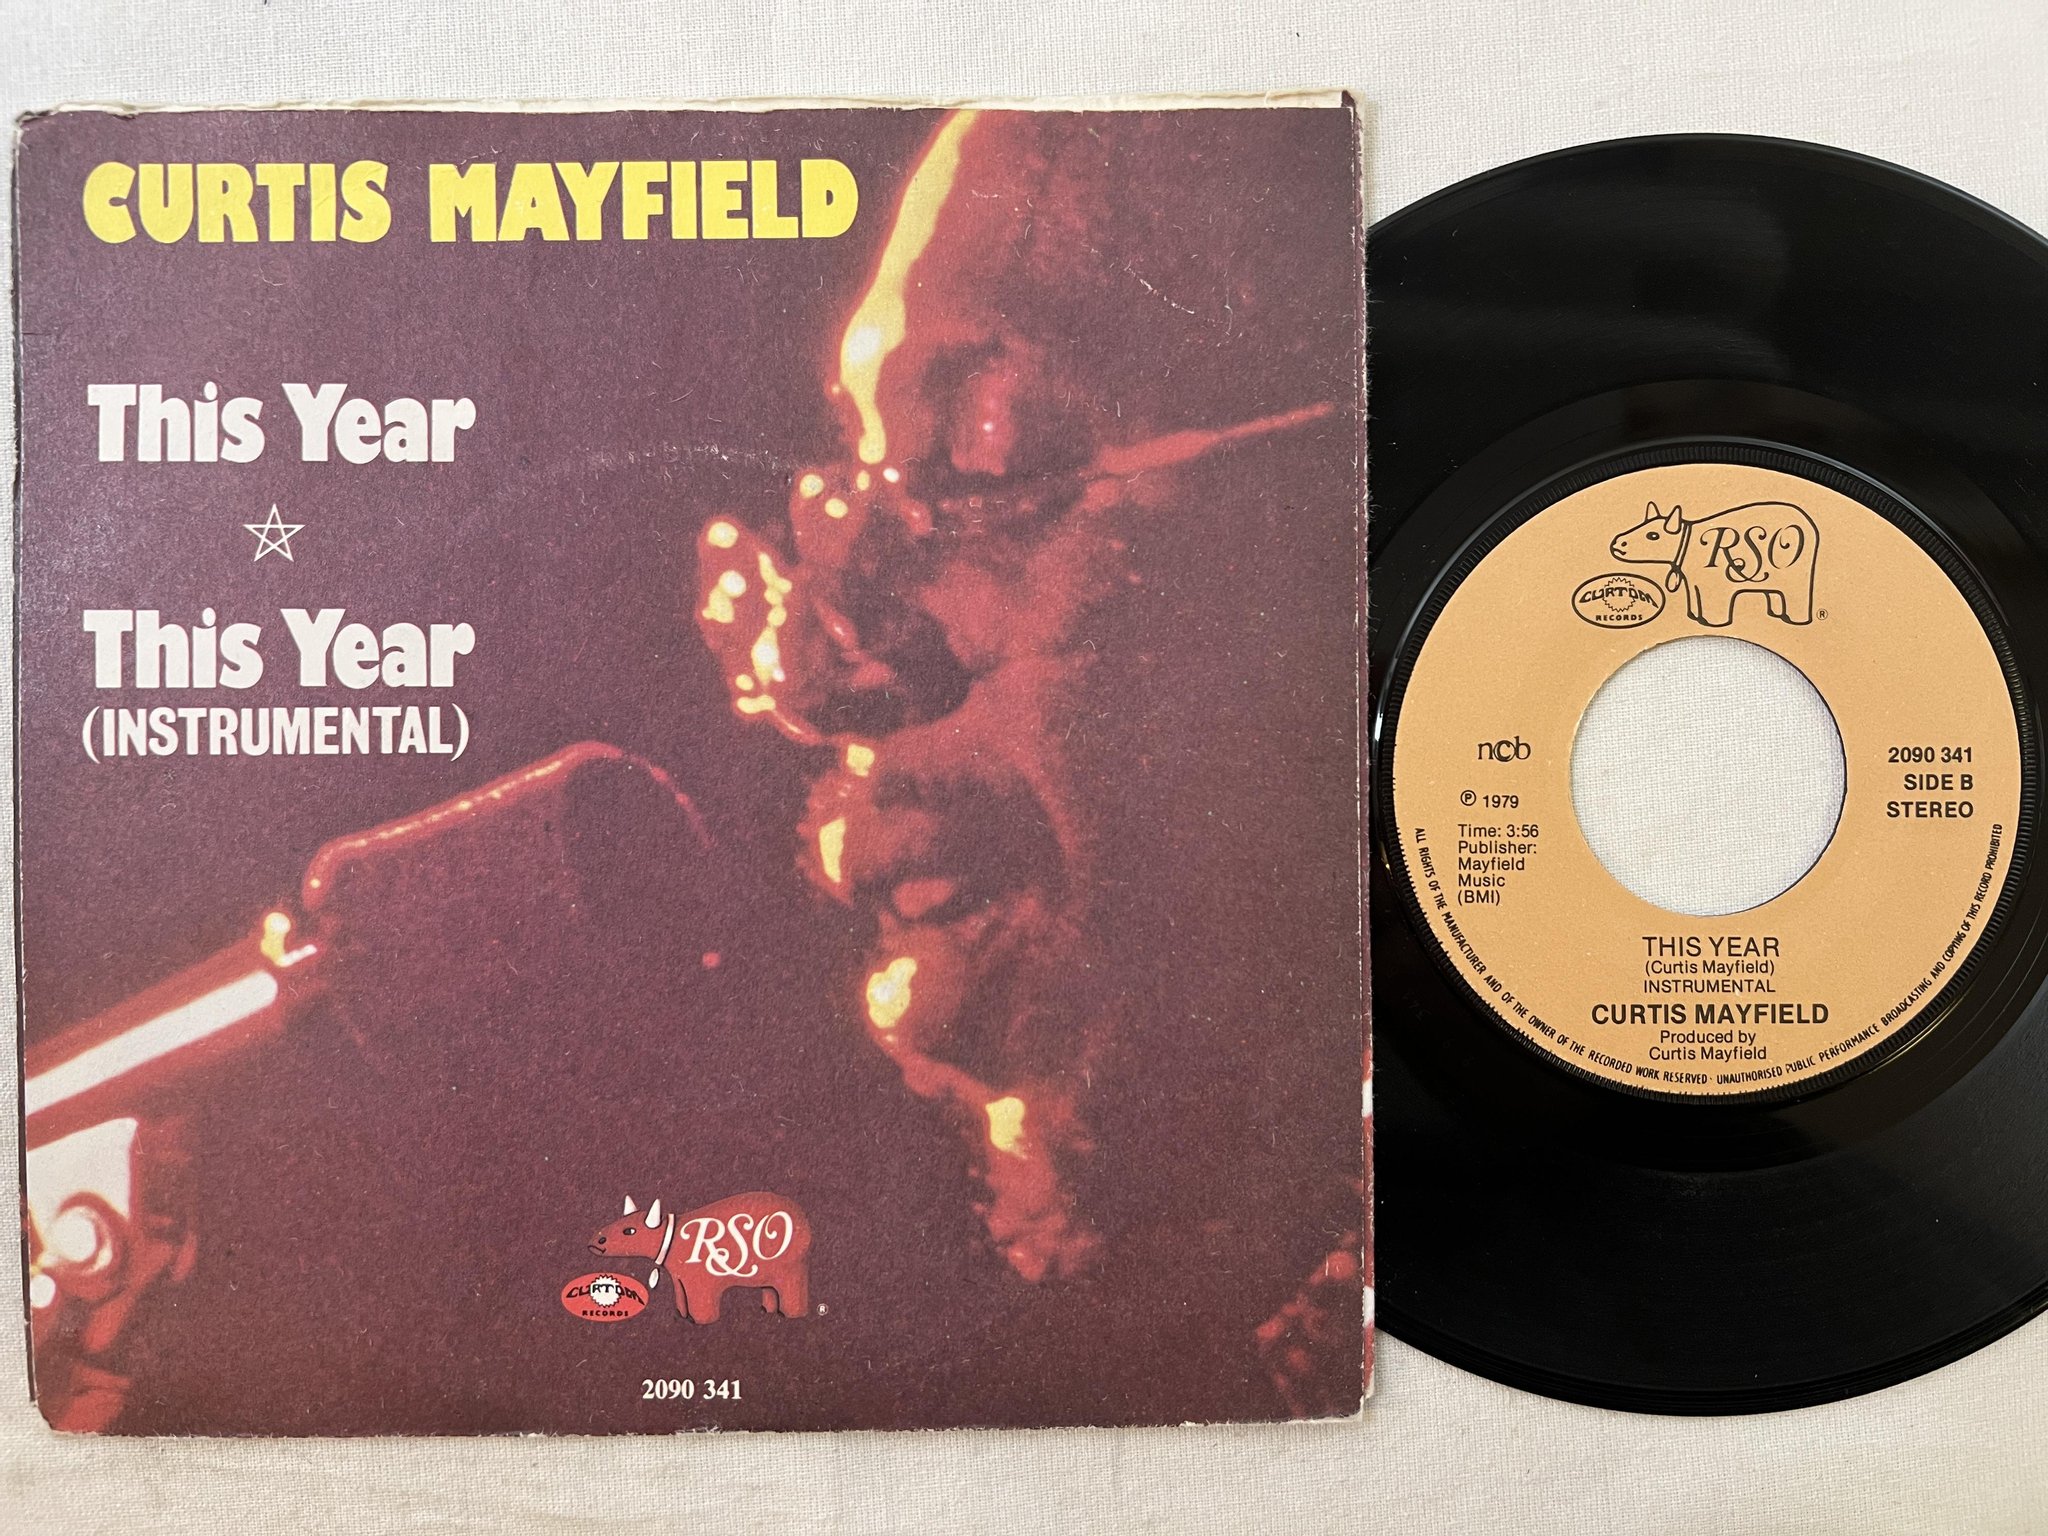 CURTIS MAYFIELD
This Year
This Year
(INSTRUMENTAL)
RSO
CURTOM
RECORDS
®
2090 341
RSO
CURTOM
RECORDS
®
ncb
℗ 1979
Time: 3:56
Publisher:
Mayfield
Music
(BMI)
2090 341
SIDE B
STEREO
THIS YEAR
(Curtis Mayfield)
INSTRUMENTAL
CURTIS MAYFIELD
Produced by
Curtis Mayfield
ALL RIGHTS OF THE MANUFACTURER AND OF THE OWNER OF THE RECORDED WORK RESERVED · UNAUTHORISED PUBLIC PERFORMANCE BROADCASTING AND COPYING OF THIS RECORD PROHIBITED